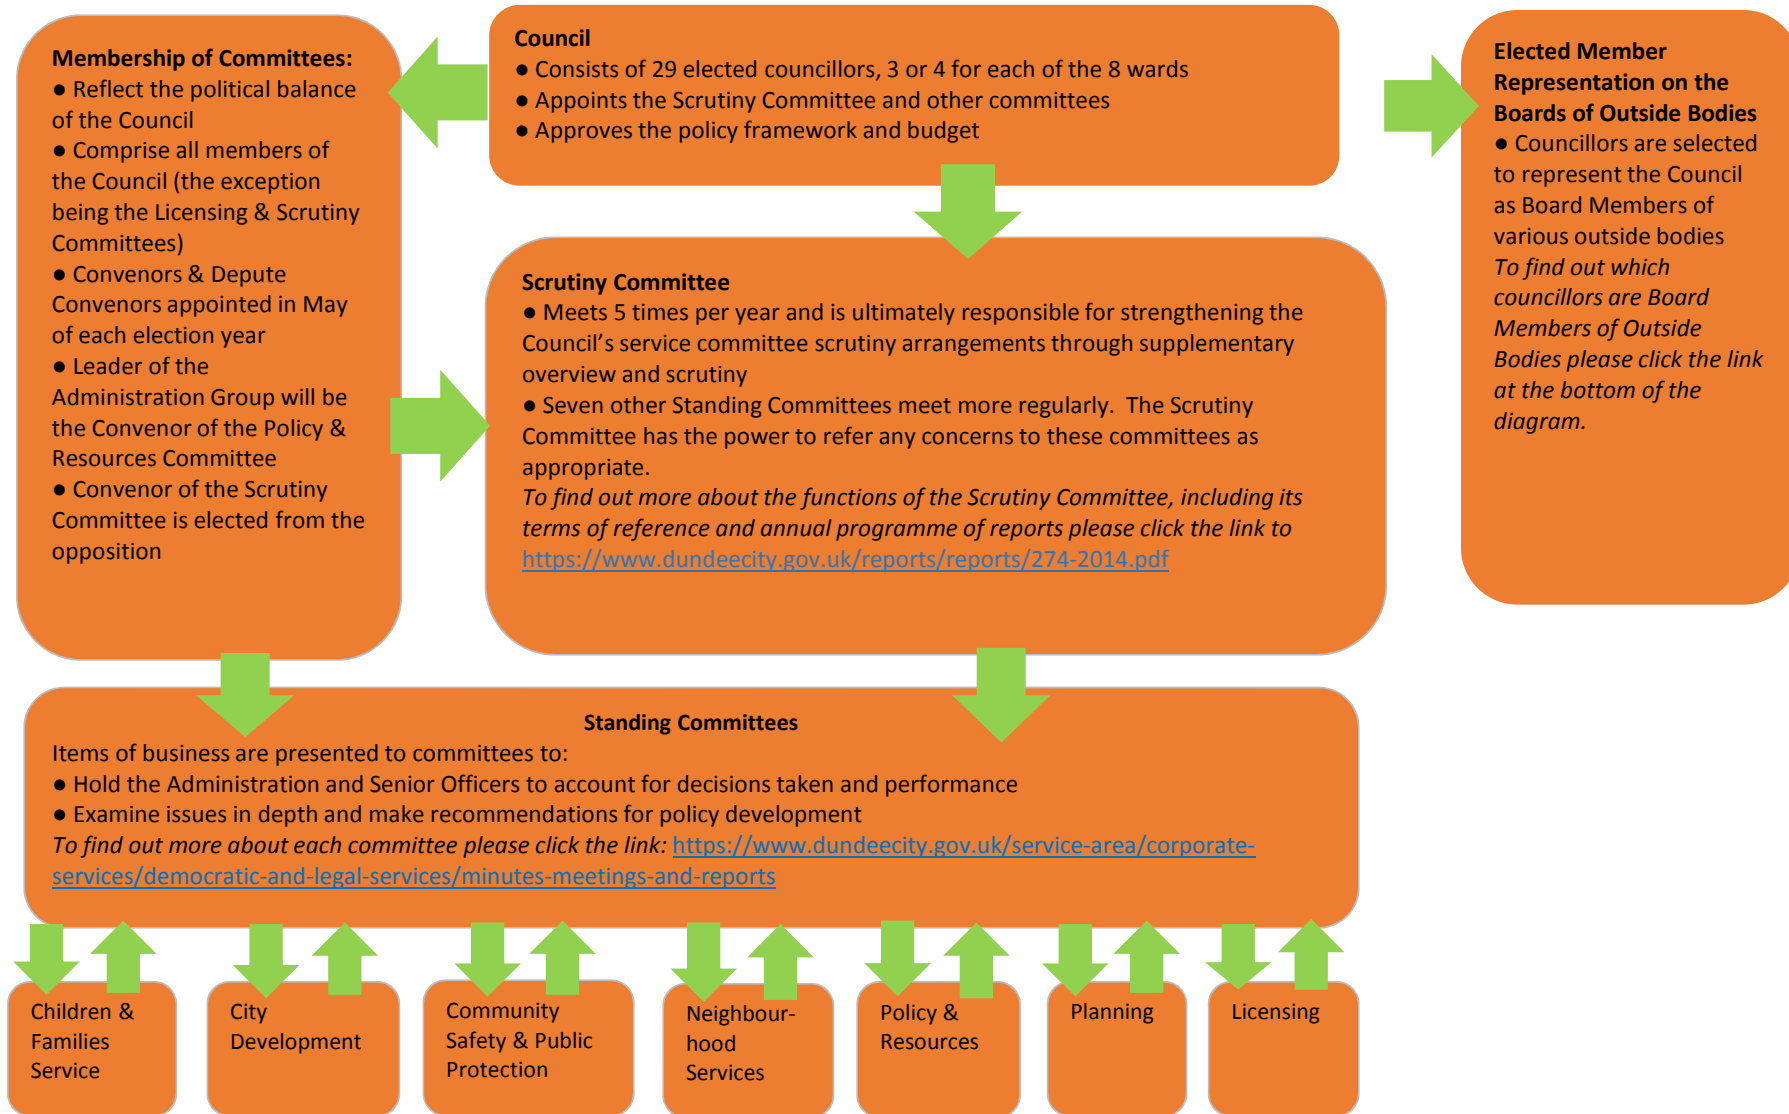 Membership of Committees:
● Reflect the political balance
of the Council
● Comprise all members of
the Council (the exception
being the Licensing & Scrutiny
Committees)
● Convenors & Depute
Convenors appointed in May
of each election year
● Leader of the
Administration Group will be
the Convenor of the Policy &
Resources Committee
● Convenor of the Scrutiny
Committee is elected from the
opposition
Council
● Consists of 29 elected councillors, 3 or 4 for each of the 8 wards
● Appoints the Scrutiny Committee and other committees
● Approves the policy framework and budget
Elected Member
Representation on the
Boards of Outside Bodies
● Councillors are selected
to represent the Council
as Board Members of
various outside bodies
To find out which
councillors are Board
Members of Outside
Bodies please click the link
at the bottom of the
diagram.
Scrutiny Committee
● Meets 5 times per year and is ultimately responsible for strengthening the
Council’s service committee scrutiny arrangements through supplementary
overview and scrutiny
● Seven other Standing Committees meet more regularly.  The Scrutiny
Committee has the power to refer any concerns to these committees as
appropriate.
To find out more about the functions of the Scrutiny Committee, including its
terms of reference and annual programme of reports please click the link to
https://www.dundeecity.gov.uk/reports/reports/274-2014.pdf
Standing Committees
Items of business are presented to committees to:
● Hold the Administration and Senior Officers to account for decisions taken and performance
● Examine issues in depth and make recommendations for policy development
To find out more about each committee please click the link: https://www.dundeecity.gov.uk/service-area/corporate-
services/democratic-and-legal-services/minutes-meetings-and-reports
Children &
Families
Service
City
Development
Community
Safety & Public
Protection
Neighbour-
hood
Services
Policy &
Resources
Planning
Licensing